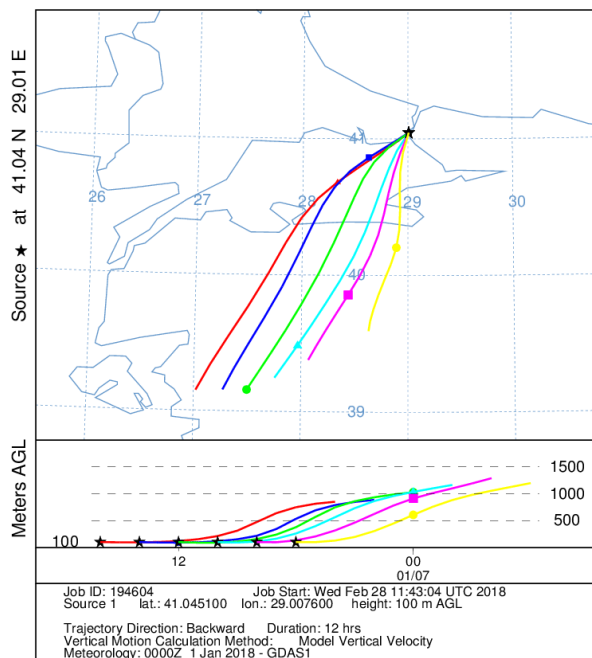 Source ★ at 41.04 N 29.01 E
41
26
27
28
29
30
40
39
Meters AGL
1500
1000
500
100
12
00
01/07
Job ID: 194604 Job Start: Wed Feb 28 11:43:04 UTC 2018
Source 1 lat.: 41.045100 lon.: 29.007600 height: 100 m AGL
Trajectory Direction: Backward Duration: 12 hrs
Vertical Motion Calculation Method: Model Vertical Velocity
Meteorology: 0000Z 1 Jan 2018 - GDAS1